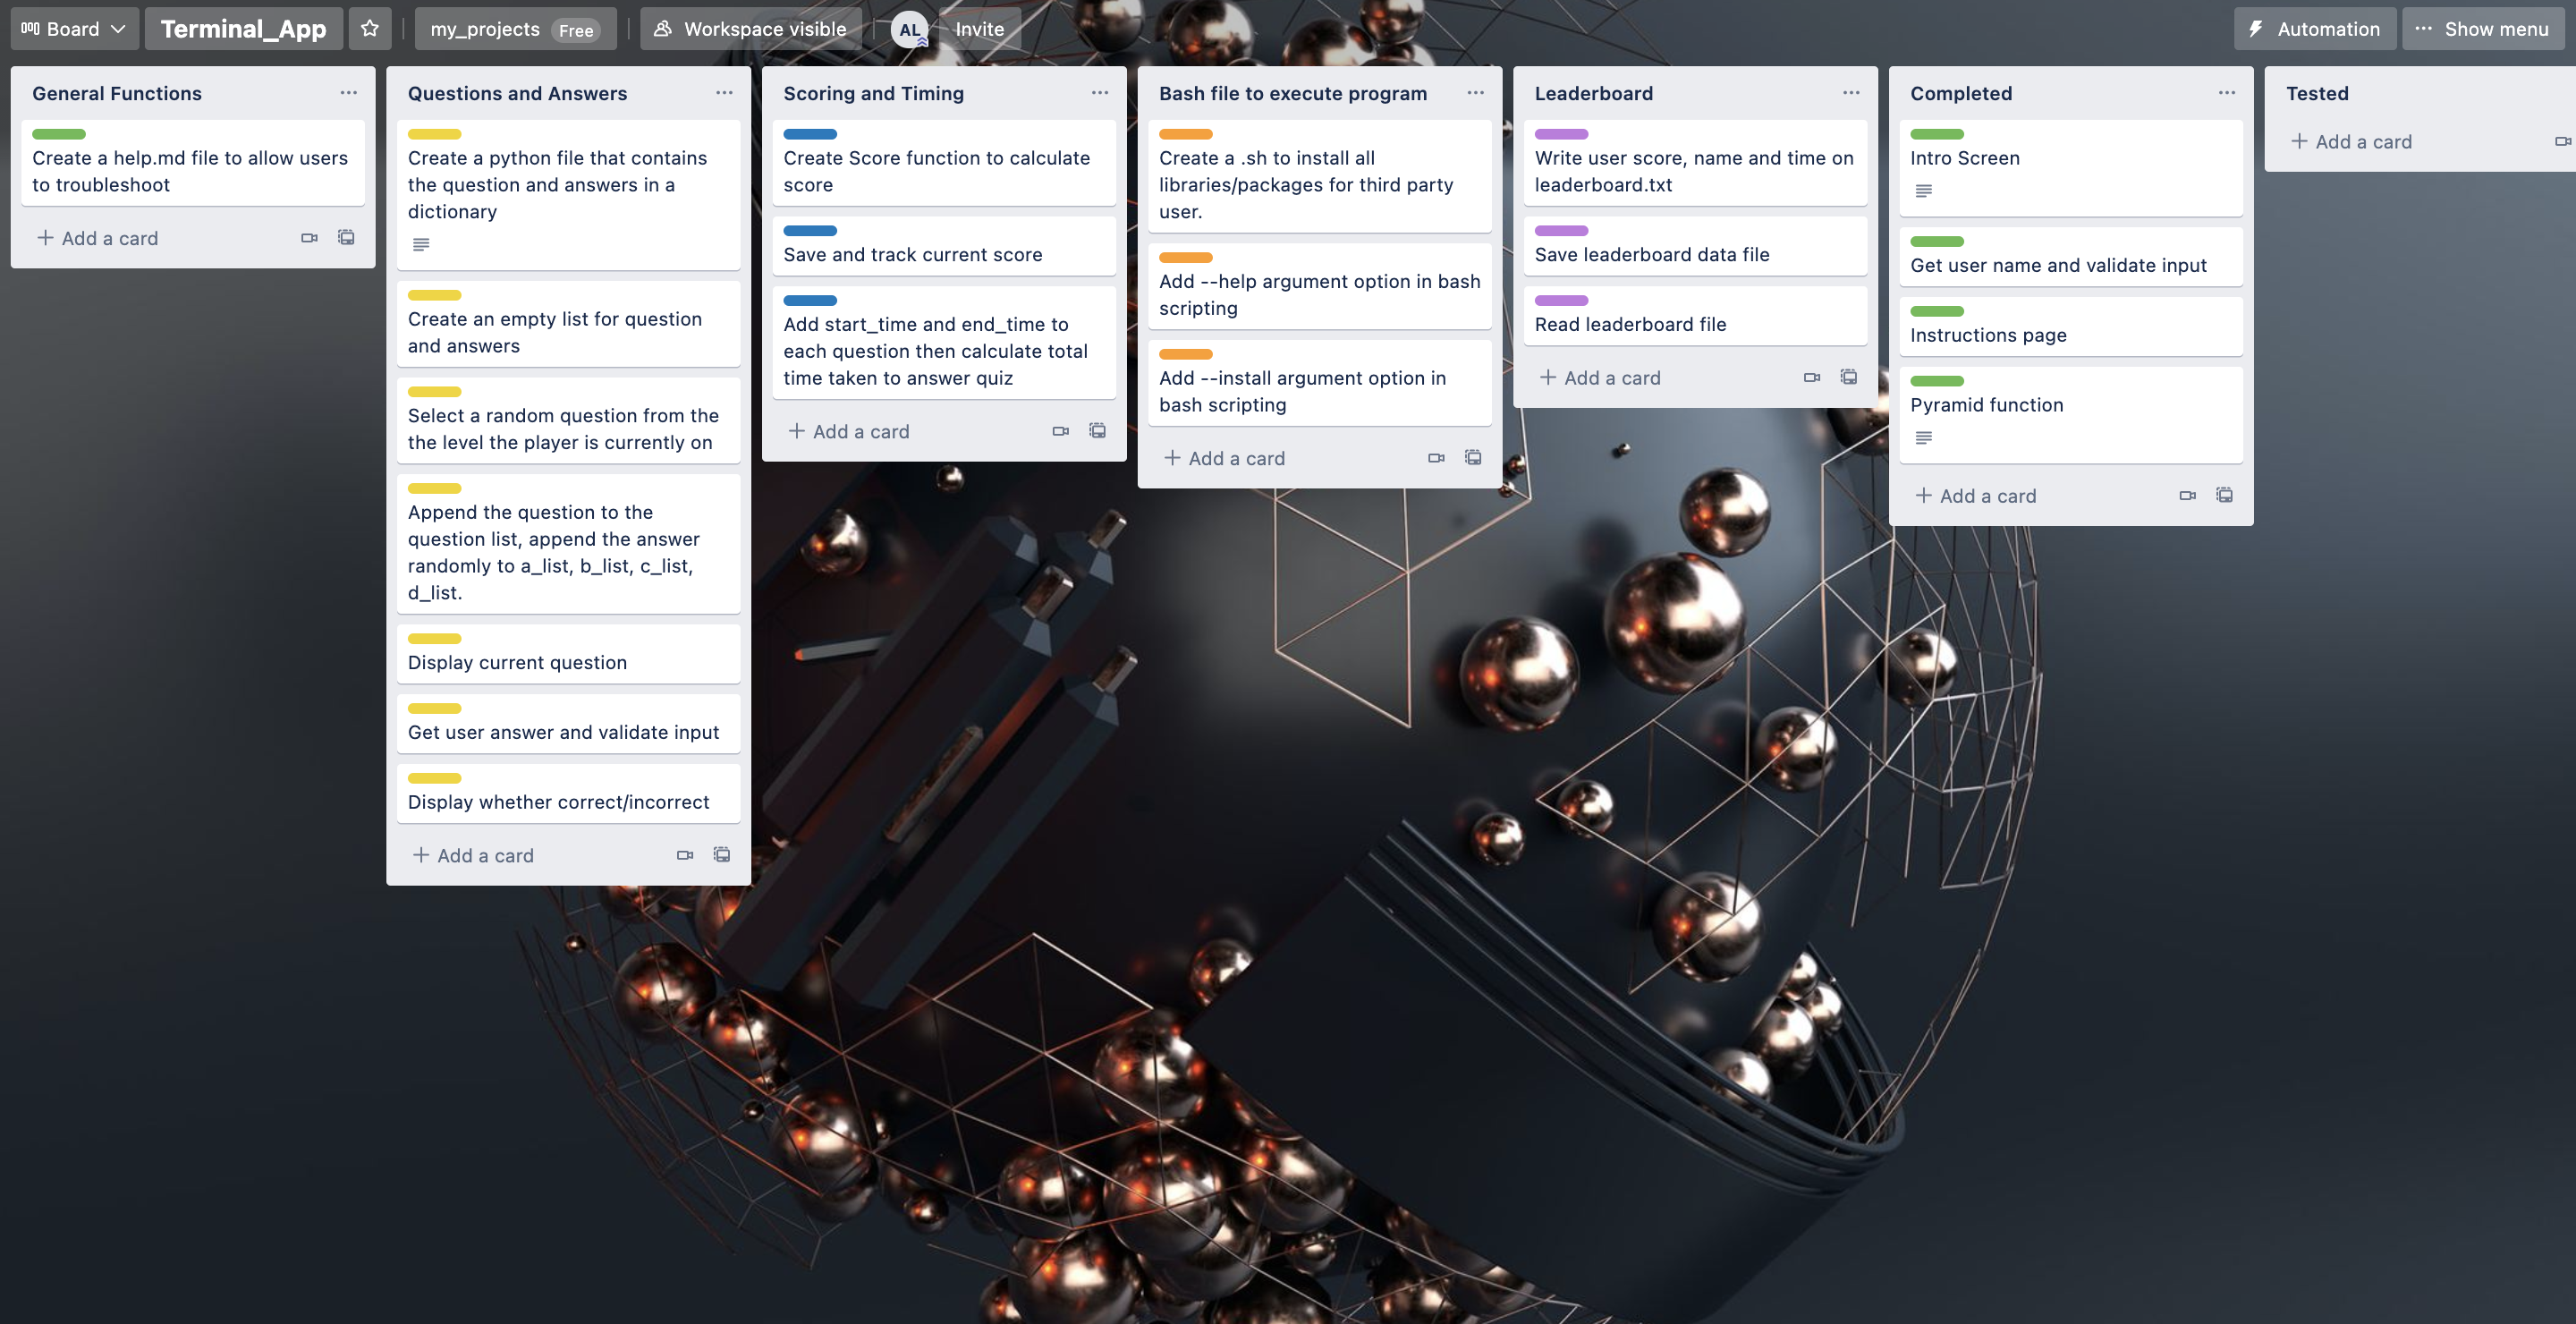 Board
Terminal_App
my_projects Free
Workspace visible
AL
Invite
Automation
Show menu
General Functions
Create a help.md file to allow users
to troubleshoot
Add a card
Questions and Answers
Create a python file that contains
the question and answers in a
dictionary
Create an empty list for question
and answers
Select a random question from the
the level the player is currently on
Append the question to the
question list, append the answer
randomly to a_list, b_list, c_list,
d_list.
Display current question
Get user answer and validate input
Display whether correct/incorrect
Add a card
Scoring and Timing
Create Score function to calculate
score
Save and track current score
Add start_time and end_time to
each question then calculate total
time taken to answer quiz
Add a card
Bash file to execute program
Create a .sh to install all
libraries/packages for third party
user.
Add --help argument option in bash
scripting
Add --install argument option in
bash scripting
Add a card
Leaderboard
Write user score, name and time on
leaderboard.txt
Save leaderboard data file
Read leaderboard file
Add a card
Completed
Intro Screen
Get user name and validate input
Instructions page
Pyramid function
Add a card
Tested
Add a card